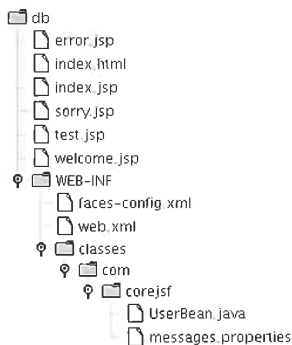 db
error.jsp
index.html
index.jsp
sorry.jsp
test.jsp
welcome.jsp
WEB-INF
faces-config.xml
web.xml
classes
com
corejsf
UserBean.java
messages.properties